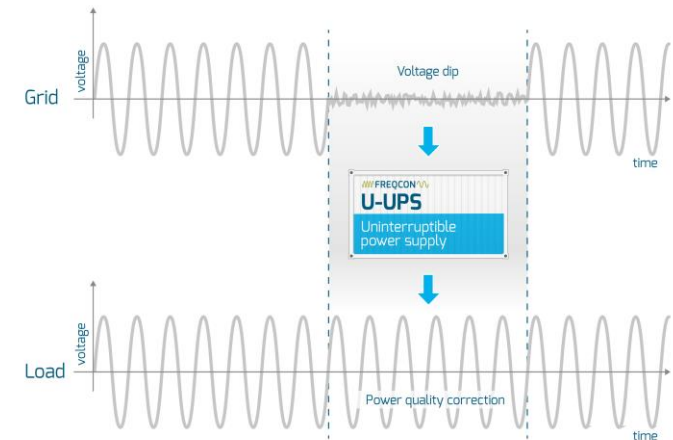 voltage
Voltage dip
Grid
time
FREQCON
U-UPS
Uninterruptible
power supply
voltage
Load
Power quality correction
time